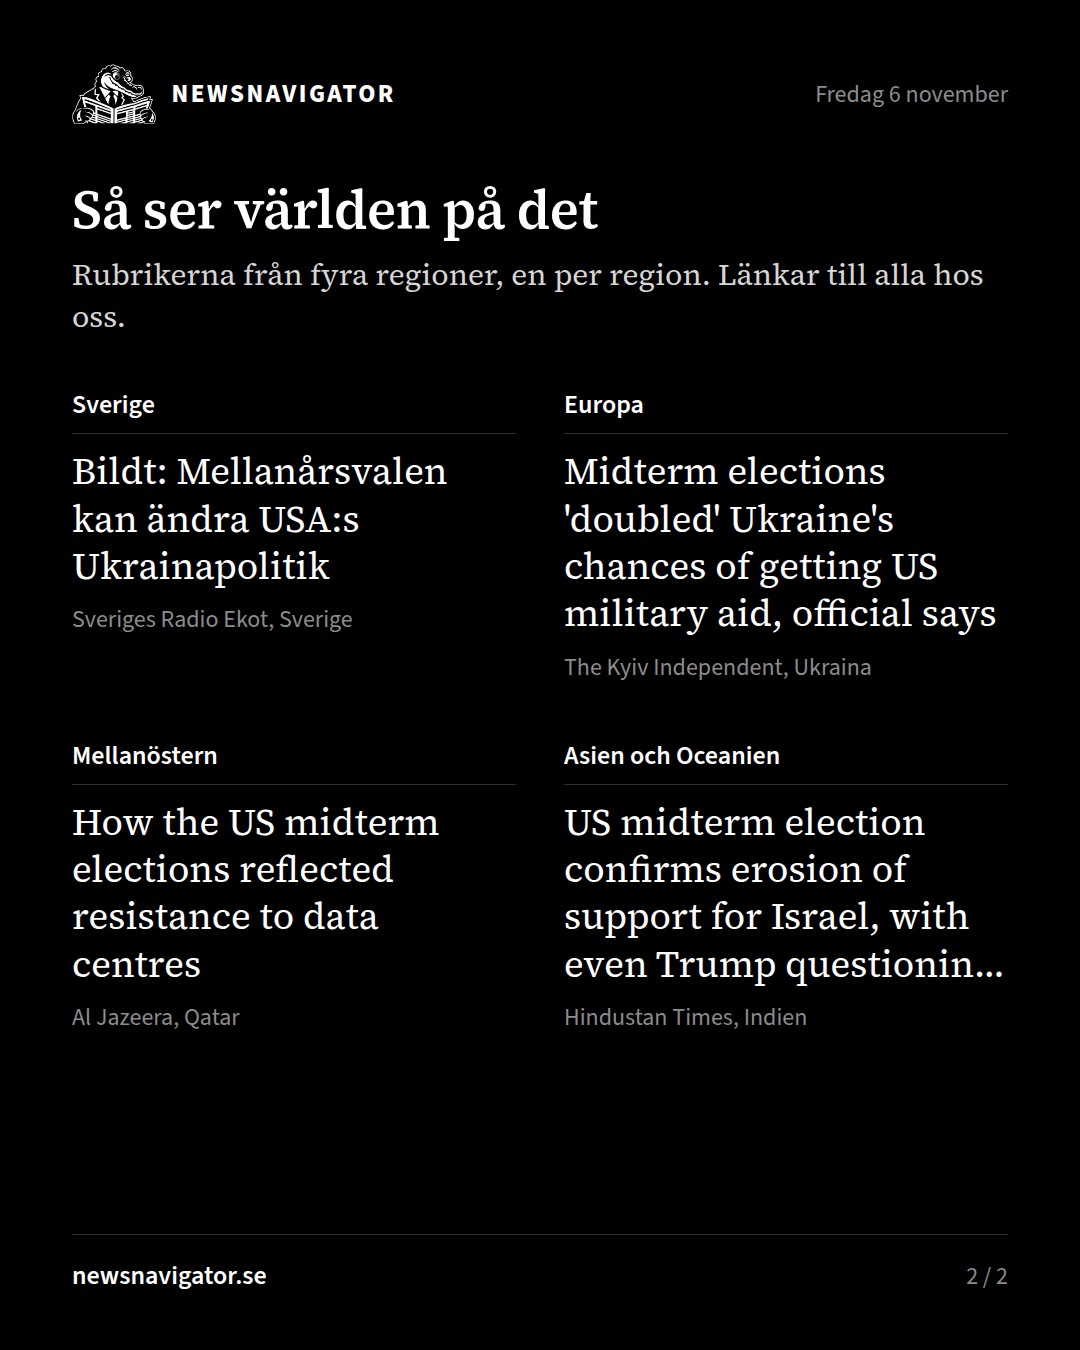 NEWSNAVIGATOR
Fredag 6 november
Så ser världen på det
Rubrikerna från fyra regioner, en per region. Länkar till alla hos
oss.
Sverige
Bildt: Mellanårsvalen
kan ändra USA:s
Ukrainapolitik
Sveriges Radio Ekot, Sverige
Europa
Midterm elections
'doubled' Ukraine's
chances of getting US
military aid, official says
The Kyiv Independent, Ukraina
Mellanöstern
How the US midterm
elections reflected
resistance to data
centres
Al Jazeera, Qatar
Asien och Oceanien
US midterm election
confirms erosion of
support for Israel, with
even Trump questionin...
Hindustan Times, Indien
newsnavigator.se
2 / 2